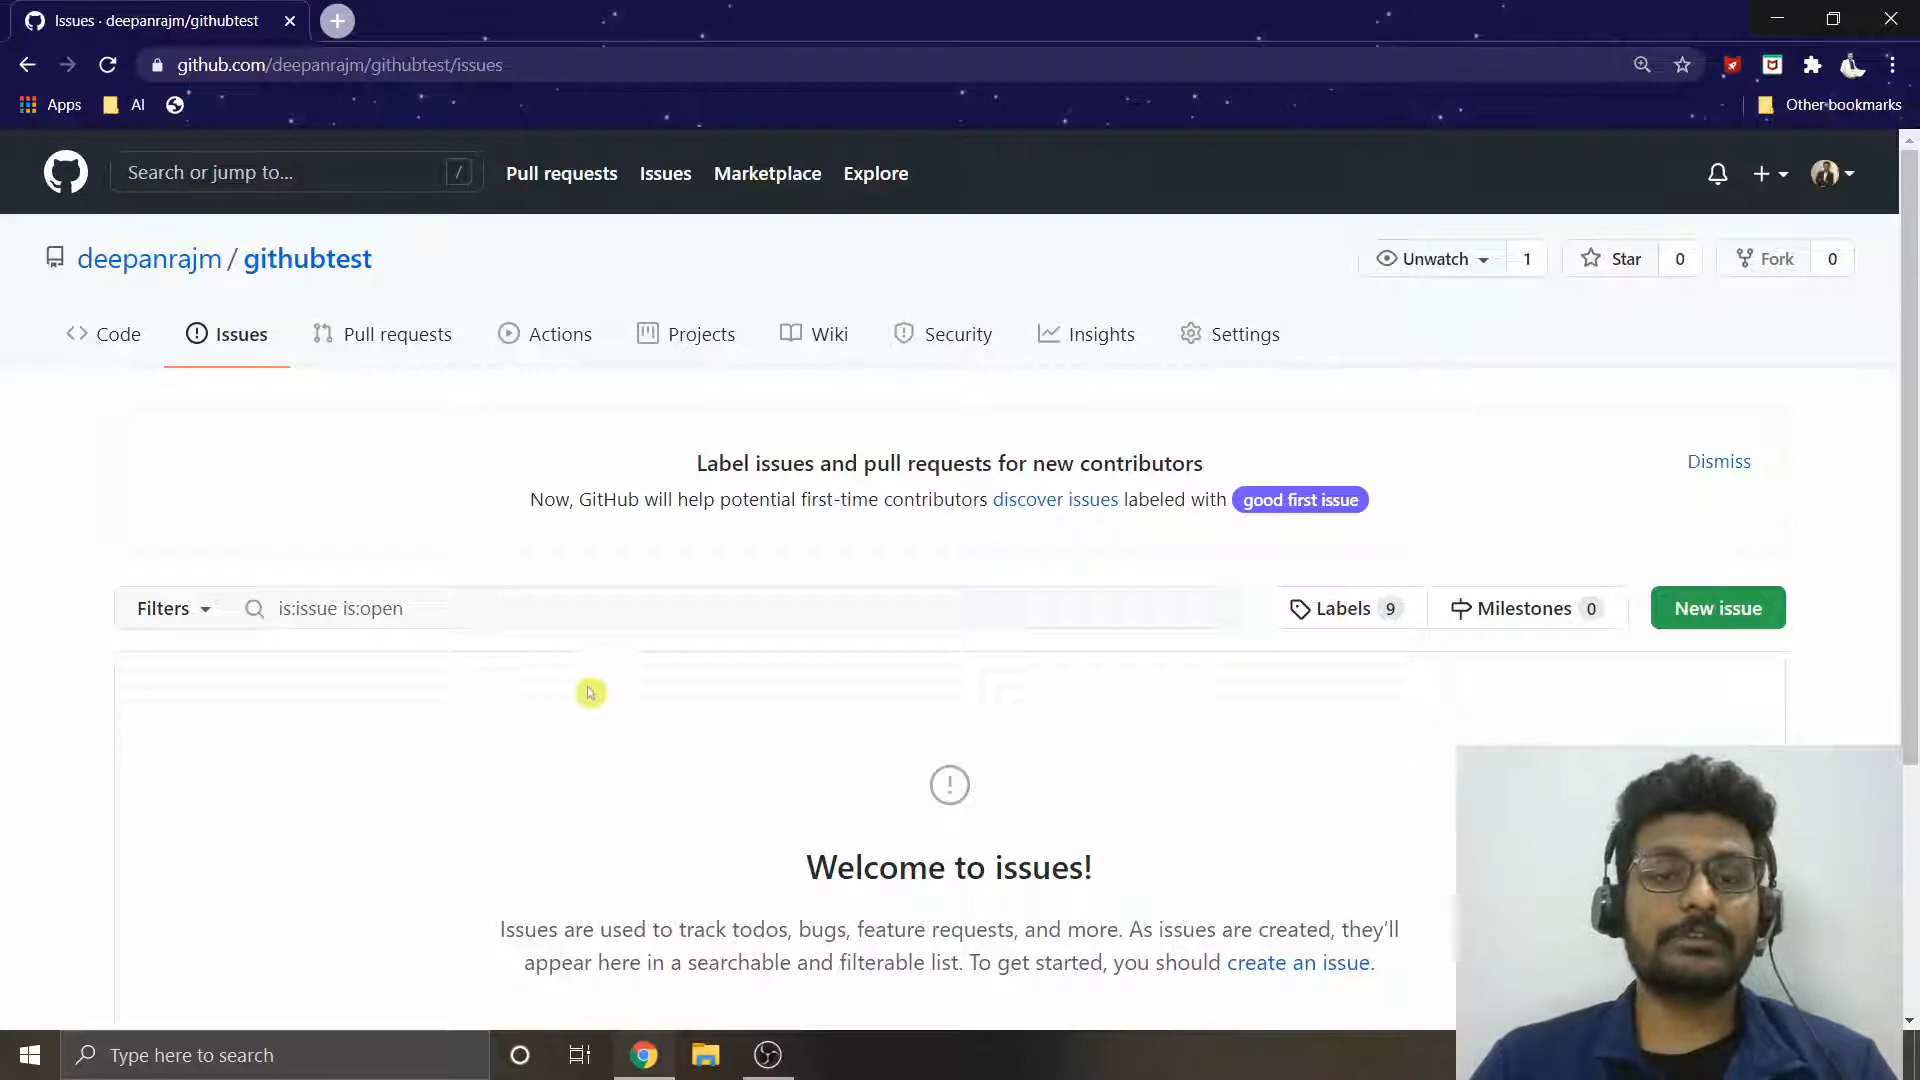 Issues · deepanrajm/githubtest
github.com/deepanrajm/githubtest/issues
Apps AI Other bookmarks
Search or jump to... / Pull requests Issues Marketplace Explore
deepanrajm / githubtest Unwatch 1 Star 0 Fork 0
Code Issues Pull requests Actions Projects Wiki Security Insights Settings
Label issues and pull requests for new contributors Dismiss
Now, GitHub will help potential first-time contributors discover issues labeled with good first issue
Filters is:issue is:open Labels 9 Milestones 0 New issue
Welcome to issues!
Issues are used to track todos, bugs, feature requests, and more. As issues are created, they’ll
appear here in a searchable and filterable list. To get started, you should create an issue.
Type here to search